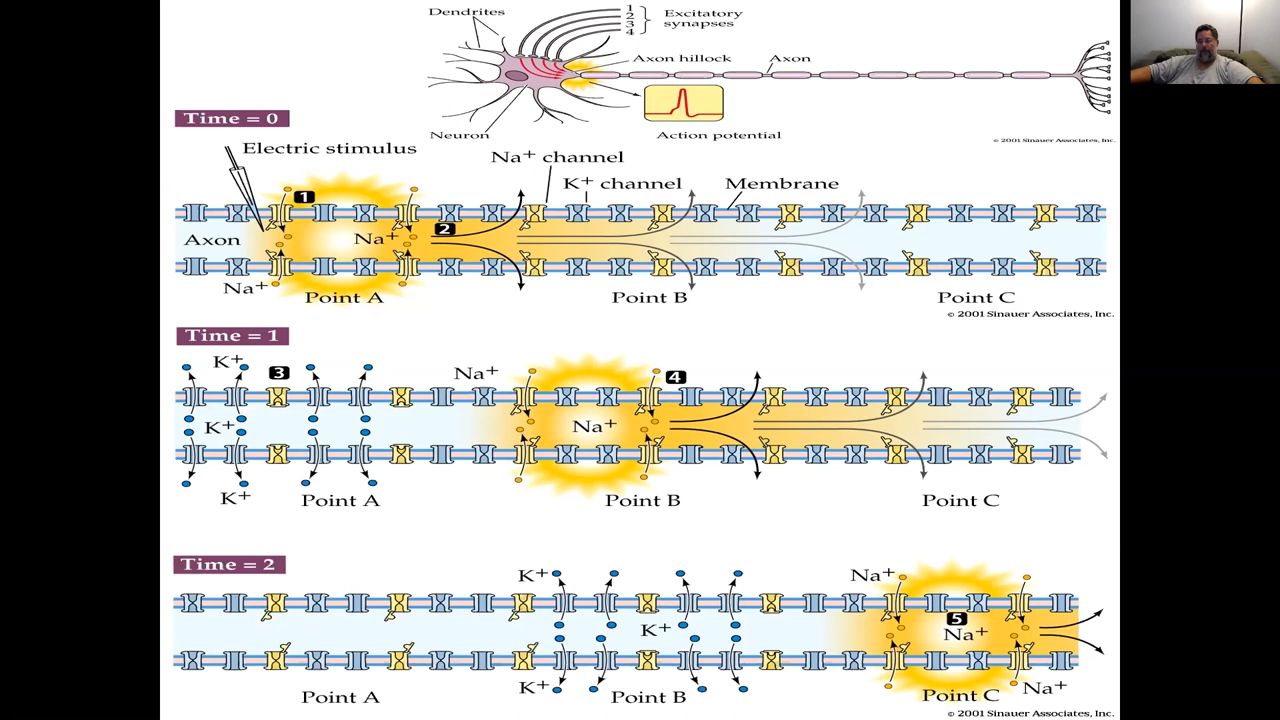 Dendrites
1
2
3
4
Excitatory
synapses
Axon hillock
Axon
Neuron
Action potential
© 2001 Sinauer Associates, Inc.
Time = 0
Electric stimulus
Na+ channel
K+ channel
Membrane
1
2
Axon
Na+
Na+
Point A
Point B
Point C
© 2001 Sinauer Associates, Inc.
Time = 1
K+
3
Na+
4
K+
Na+
K+
Point A
Point B
Point C
Time = 2
K+
Na+
5
K+
Na+
K+
Point A
Point B
Point C
Na+
© 2001 Sinauer Associates, Inc.